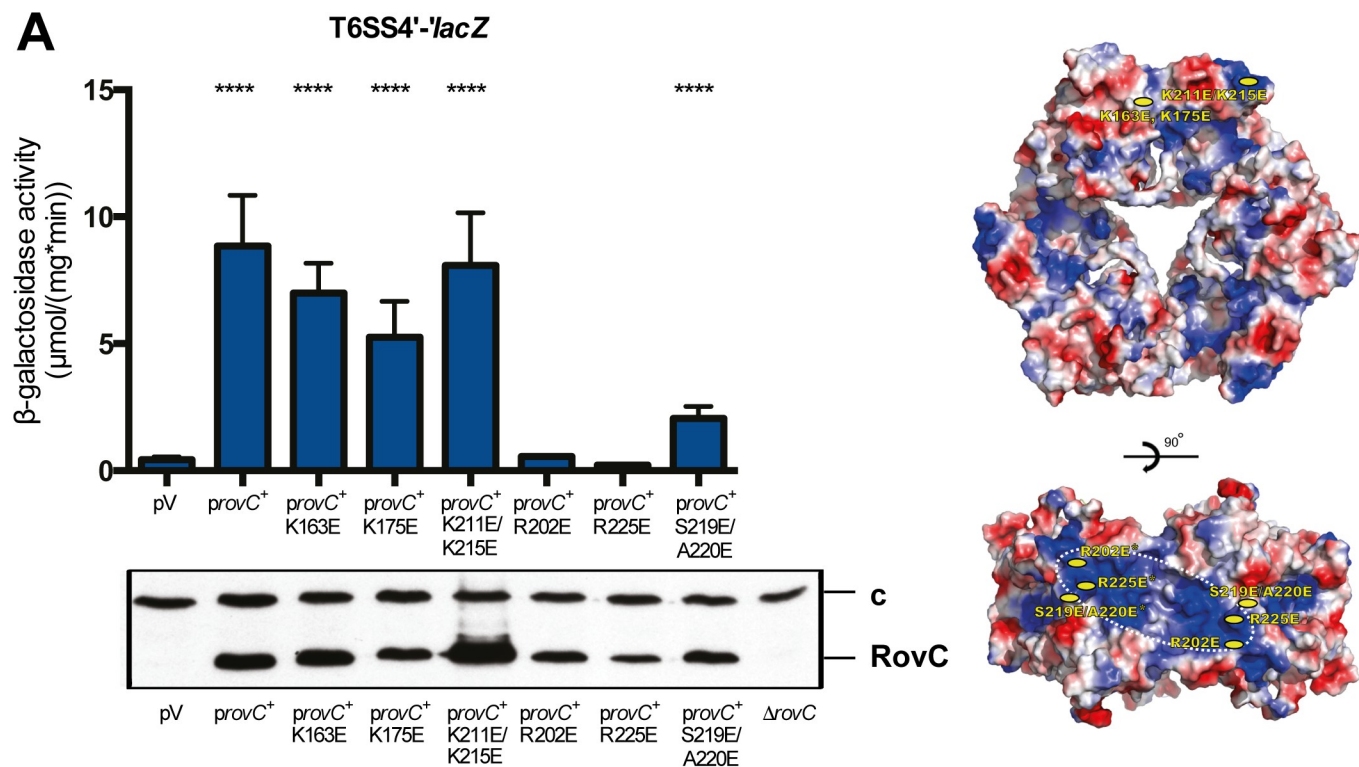 A
T6SS4'-'lacZ
β-galactosidase activity
(μmol/(mg*min))
15
10
5
0
**** **** **** **** ****
pV
provC+
provC+
K163E
provC+
K175E
provC+
K211E/
K215E
provC+
R202E
provC+
R225E
provC+
S219E/
A220E
c
RovC
pV
provC+
provC+
K163E
provC+
K175E
provC+
K211E/
K215E
provC+
R202E
provC+
R225E
provC+
S219E/
A220E
ΔrovC
K211E/K215E
K163E, K175E
90°
R202E*
R225E*
S219E/A220E*
S219E/A220E
R225E
R202E